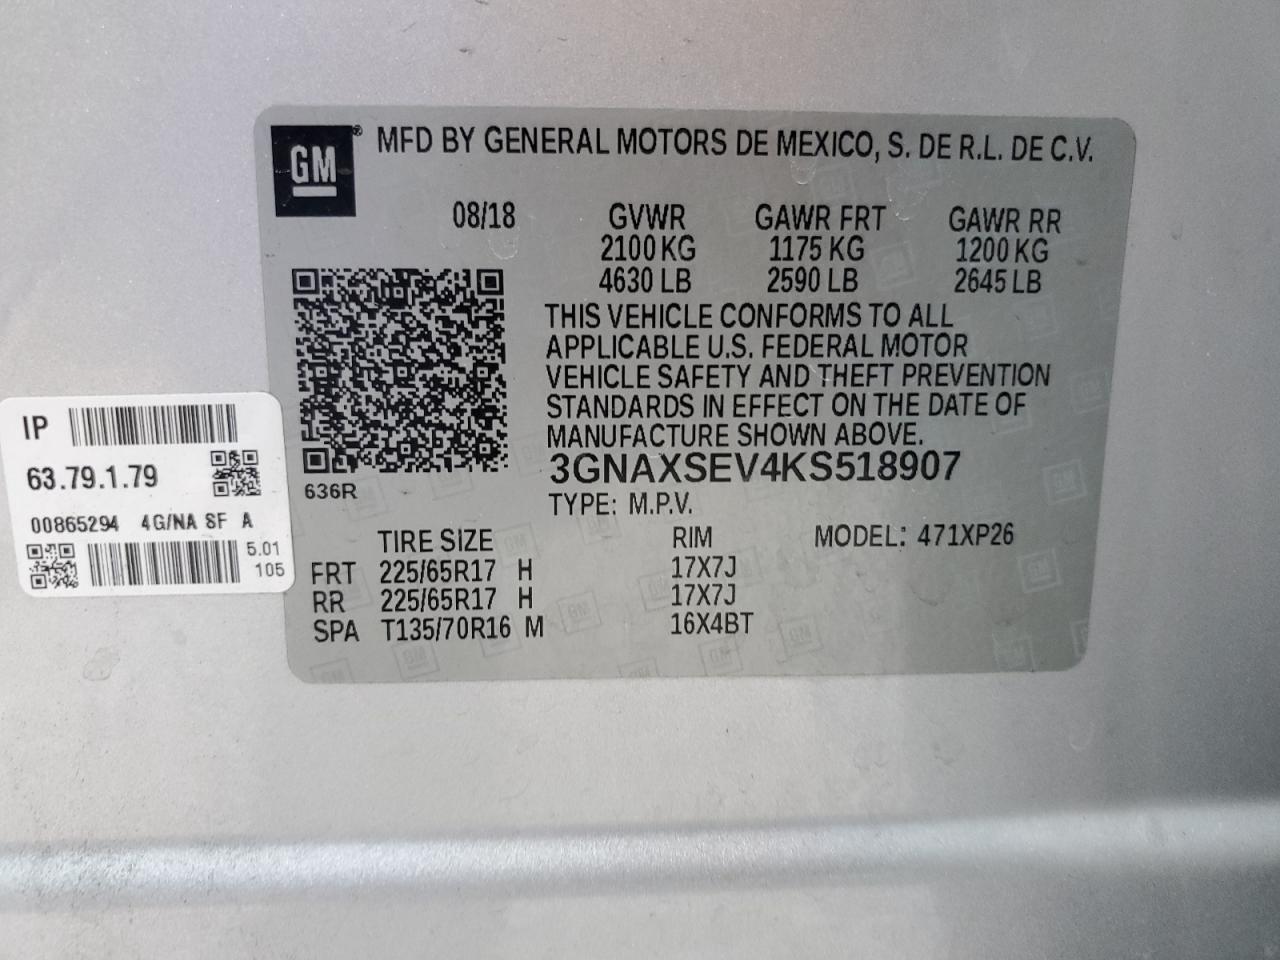 GM®
MFD BY GENERAL MOTORS DE MEXICO, S. DE R.L. DE C.V.
08/18 GVWR GAWR FRT GAWR RR
2100 KG 1175 KG 1200 KG
4630 LB 2590 LB 2645 LB
THIS VEHICLE CONFORMS TO ALL
APPLICABLE U.S. FEDERAL MOTOR
VEHICLE SAFETY AND THEFT PREVENTION
STANDARDS IN EFFECT ON THE DATE OF
MANUFACTURE SHOWN ABOVE.
3GNAXSEV4KS518907
636R
TYPE: M.P.V.
TIRE SIZE RIM MODEL: 471XP26
FRT 225/65R17 H 17X7J
RR 225/65R17 H 17X7J
SPA T135/70R16 M 16X4BT
IP
63.79.1.79
00865294 4G/NA SF A
5.01
105